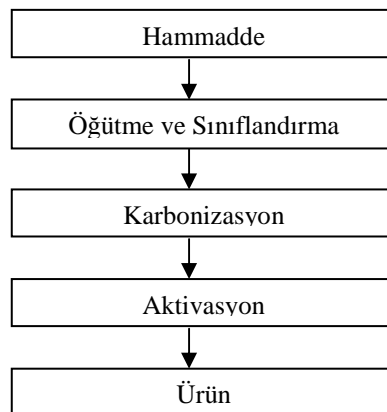 Hammadde
Öğütme ve Sınıflandırma
Karbonizasyon
Aktivasyon
Ürün